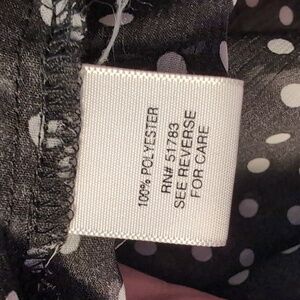 100% POLYESTER
RN# 51783
SEE REVERSE
FOR CARE